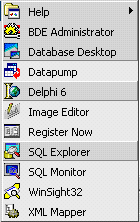 Help
BDE Administrator
Database Desktop
Datapump
Delphi 6
Image Editor
Register Now
SQL Explorer
SQL Monitor
WinSight32
XML Mapper